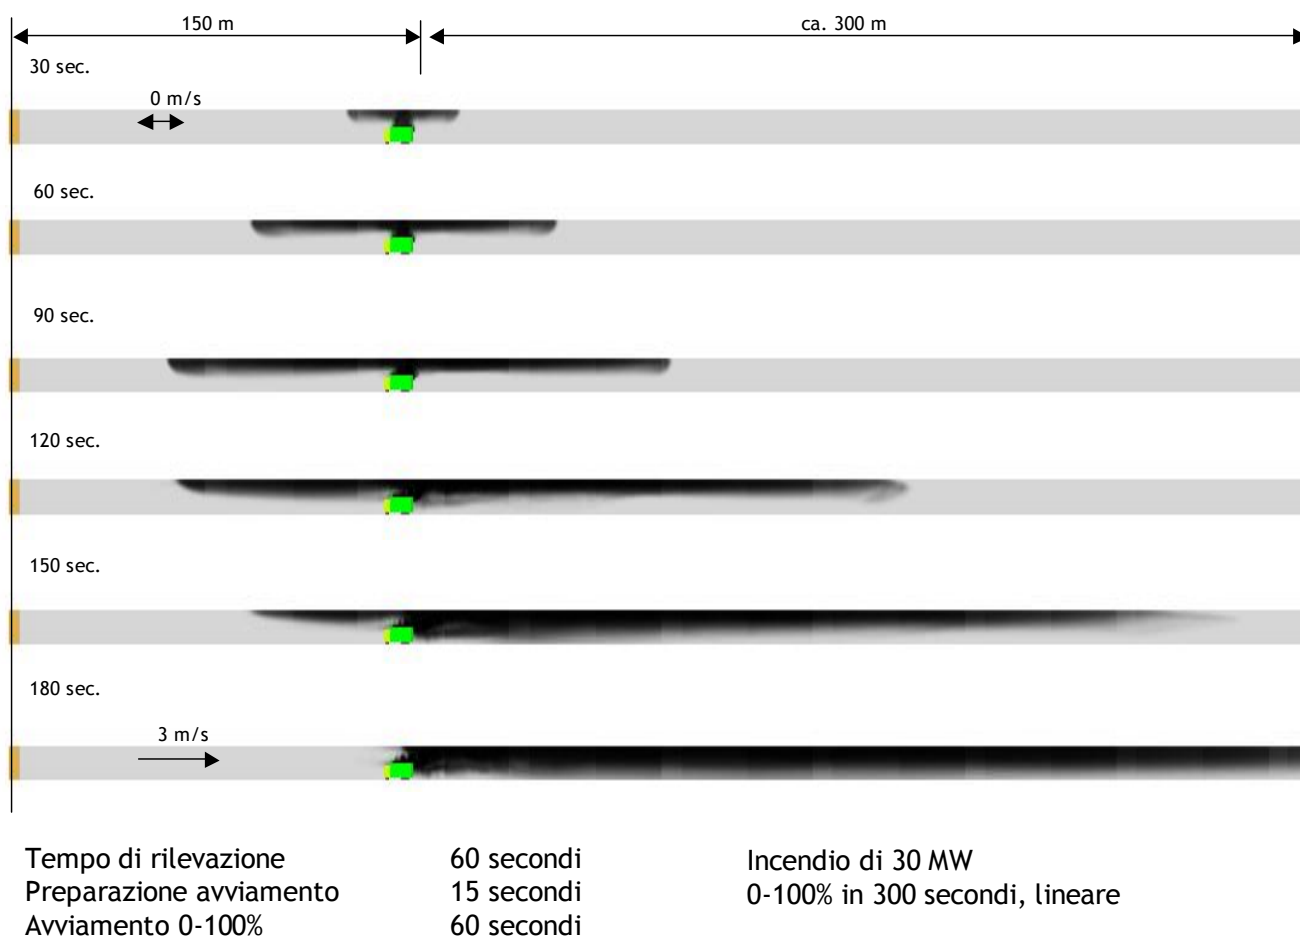 150 m ca. 300 m
30 sec.
0 m/s
60 sec.
90 sec.
120 sec.
150 sec.
180 sec.
3 m/s
Tempo di rilevazione 60 secondi Incendio di 30 MW
Preparazione avviamento 15 secondi 0-100% in 300 secondi, lineare
Avviamento 0-100% 60 secondi